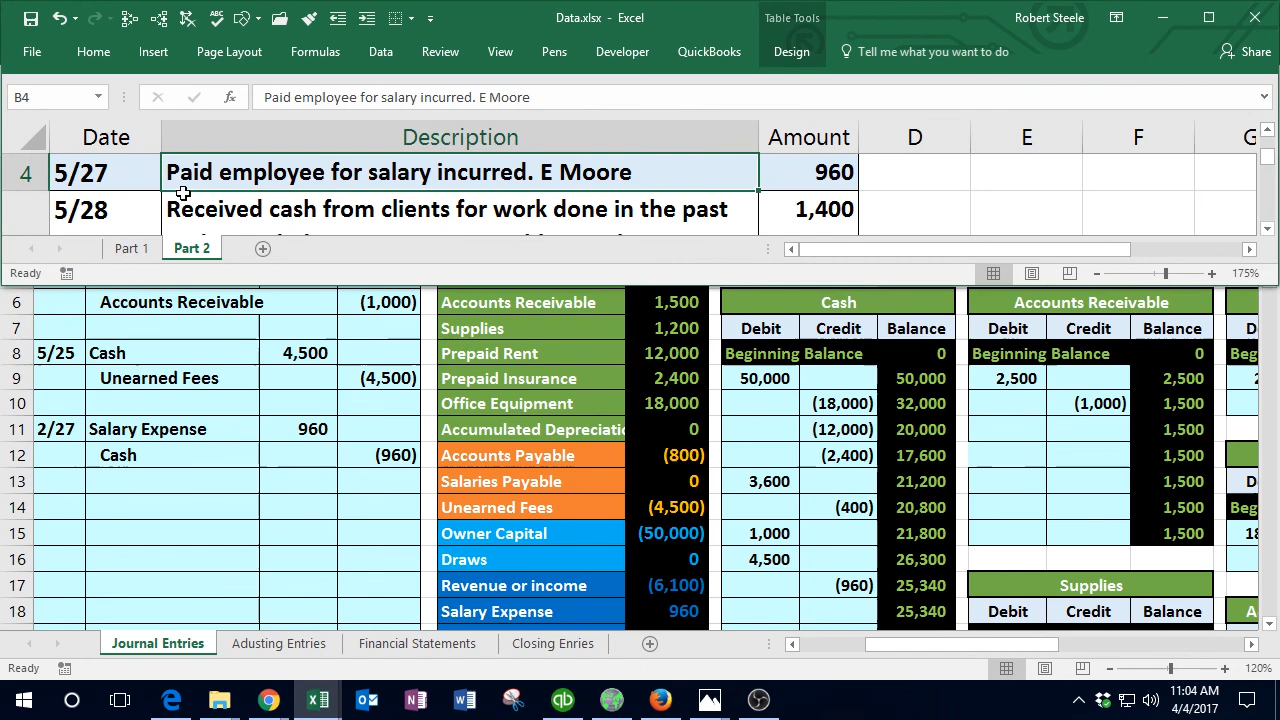 Data.xlsx - Excel
Table Tools
Robert Steele
File Home Insert Page Layout Formulas Data Review View Pens Developer QuickBooks Design Tell me what you want to do Share
B4 fx Paid employee for salary incurred. E Moore
Date Description Amount D E F G
4 5/27 Paid employee for salary incurred. E Moore 960
5/28 Received cash from clients for work done in the past 1,400
Part 1 Part 2
Ready 175%
6 Accounts Receivable (1,000) Accounts Receivable 1,500 Cash Accounts Receivable
7 Supplies 1,200 Debit Credit Balance Debit Credit Balance D
8 5/25 Cash 4,500 Prepaid Rent 12,000 Beginning Balance 0 Beginning Balance 0 Beg
9 Unearned Fees (4,500) Prepaid Insurance 2,400 50,000 50,000 2,500 2,500 2
10 Office Equipment 18,000 (18,000) 32,000 (1,000) 1,500
11 2/27 Salary Expense 960 Accumulated Depreciatio 0 (12,000) 20,000 1,500
12 Cash (960) Accounts Payable (800) (2,400) 17,600 1,500
13 Salaries Payable 0 3,600 21,200 1,500 D
14 Unearned Fees (4,500) (400) 20,800 1,500 Beg
15 Owner Capital (50,000) 1,000 21,800 1,500 18
16 Draws 0 4,500 26,300
17 Revenue or income (6,100) (960) 25,340 Supplies
18 Salary Expense 960 25,340 Debit Credit Balance A
Journal Entries Adusting Entries Financial Statements Closing Enries
Ready 120%
11:04 AM
4/4/2017